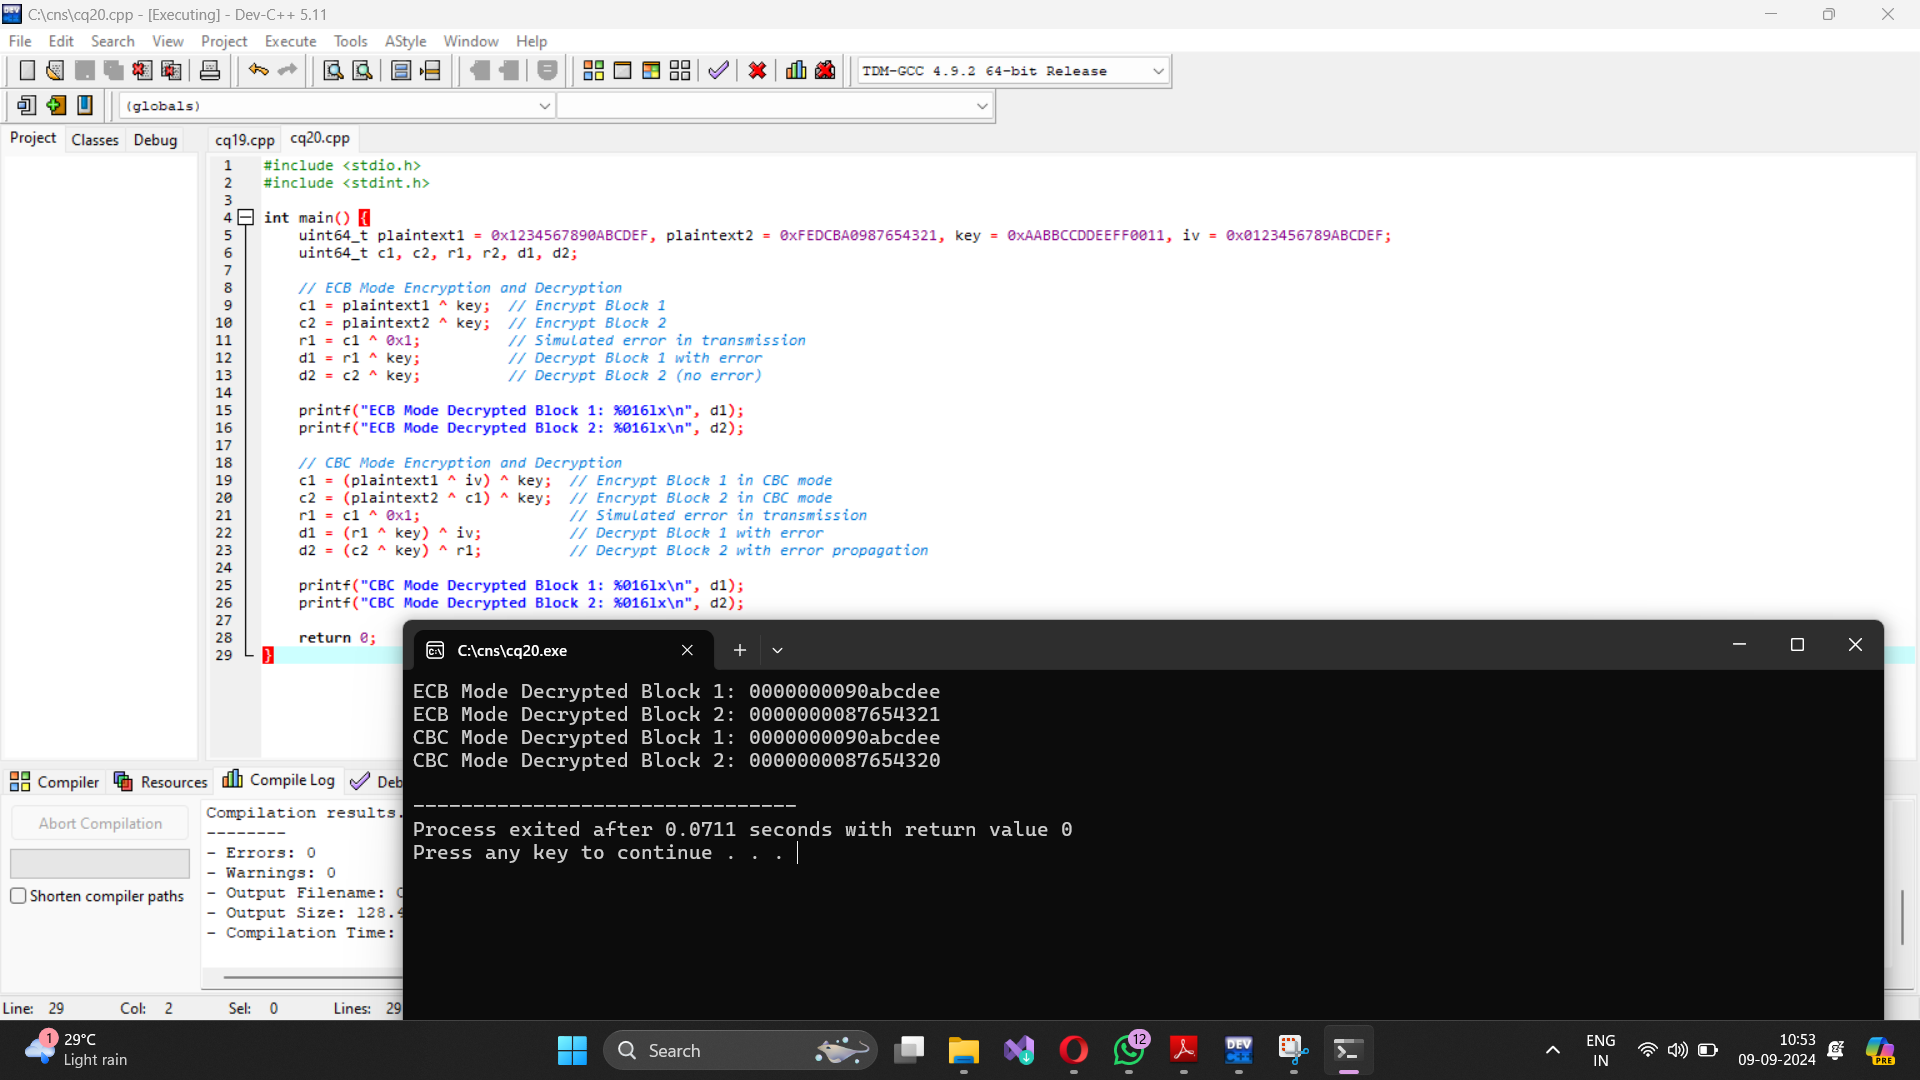 C:\cns\cq20.cpp - [Executing] - Dev-C++ 5.11
File Edit Search View Project Execute Tools AStyle Window Help
TDM-GCC 4.9.2 64-bit Release
(globals)
Project Classes Debug
cq19.cpp cq20.cpp
1 #include <stdio.h>
2 #include <stdint.h>
3
4 int main() {
5 uint64_t plaintext1 = 0x1234567890ABCDEF, plaintext2 = 0xFEDCBA0987654321, key = 0xAABBCCDDEEFF0011, iv = 0x0123456789ABCDEF;
6 uint64_t c1, c2, r1, r2, d1, d2;
7
8 // ECB Mode Encryption and Decryption
9 c1 = plaintext1 ^ key; // Encrypt Block 1
10 c2 = plaintext2 ^ key; // Encrypt Block 2
11 r1 = c1 ^ 0x1; // Simulated error in transmission
12 d1 = r1 ^ key; // Decrypt Block 1 with error
13 d2 = c2 ^ key; // Decrypt Block 2 (no error)
14
15 printf("ECB Mode Decrypted Block 1: %016lx\n", d1);
16 printf("ECB Mode Decrypted Block 2: %016lx\n", d2);
17
18 // CBC Mode Encryption and Decryption
19 c1 = (plaintext1 ^ iv) ^ key; // Encrypt Block 1 in CBC mode
20 c2 = (plaintext2 ^ c1) ^ key; // Encrypt Block 2 in CBC mode
21 r1 = c1 ^ 0x1; // Simulated error in transmission
22 d1 = (r1 ^ key) ^ iv; // Decrypt Block 1 with error
23 d2 = (c2 ^ key) ^ r1; // Decrypt Block 2 with error propagation
24
25 printf("CBC Mode Decrypted Block 1: %016lx\n", d1);
26 printf("CBC Mode Decrypted Block 2: %016lx\n", d2);
27
28 return 0;
29 }
C:\cns\cq20.exe
ECB Mode Decrypted Block 1: 0000000090abcdee
ECB Mode Decrypted Block 2: 0000000087654321
CBC Mode Decrypted Block 1: 0000000090abcdee
CBC Mode Decrypted Block 2: 0000000087654320
--------------------------------
Process exited after 0.0711 seconds with return value 0
Press any key to continue . . .
Compiler Resources Compile Log Deb
Abort Compilation
Shorten compiler paths
Compilation results.
--------
- Errors: 0
- Warnings: 0
- Output Filename: C
- Output Size: 128.4
- Compilation Time:
Line: 29 Col: 2 Sel: 0 Lines: 29
1
29°C
Light rain
Search
DEV
12
ENG
IN
10:53
09-09-2024
PRE